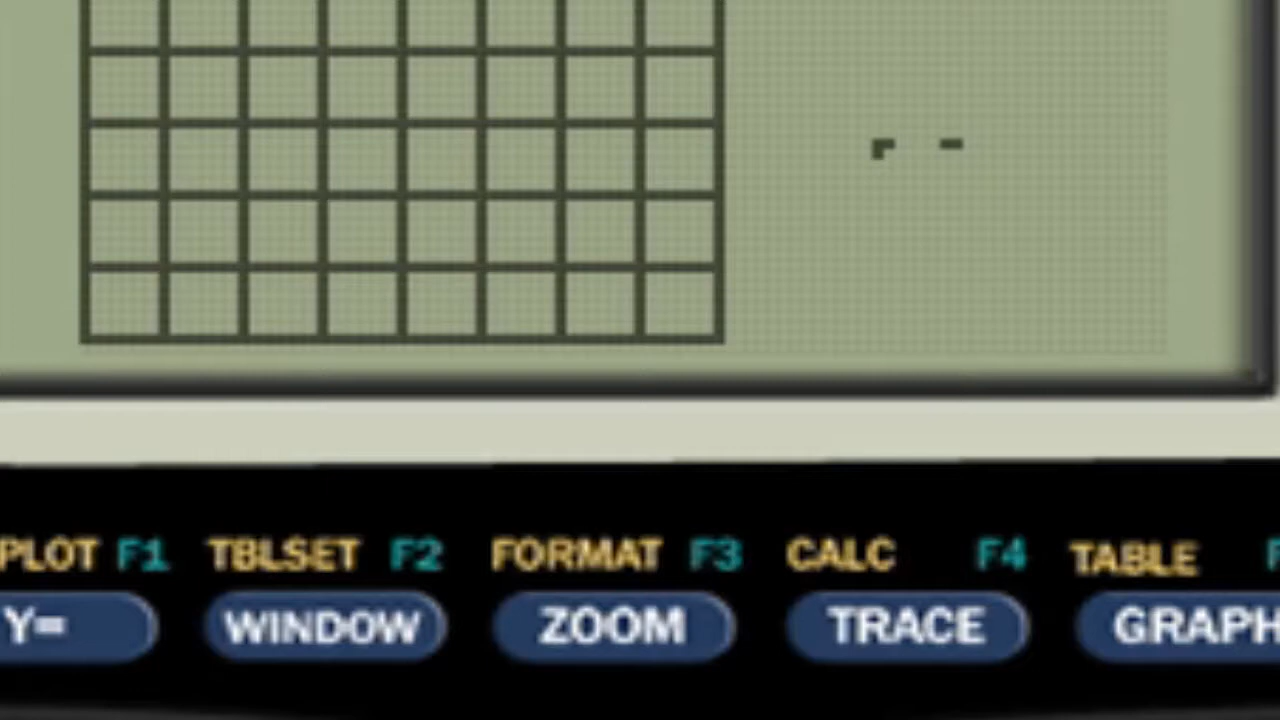 PLOT F1 TBLSET F2 FORMAT F3 CALC F4 TABLE
Y= WINDOW ZOOM TRACE GRAPH